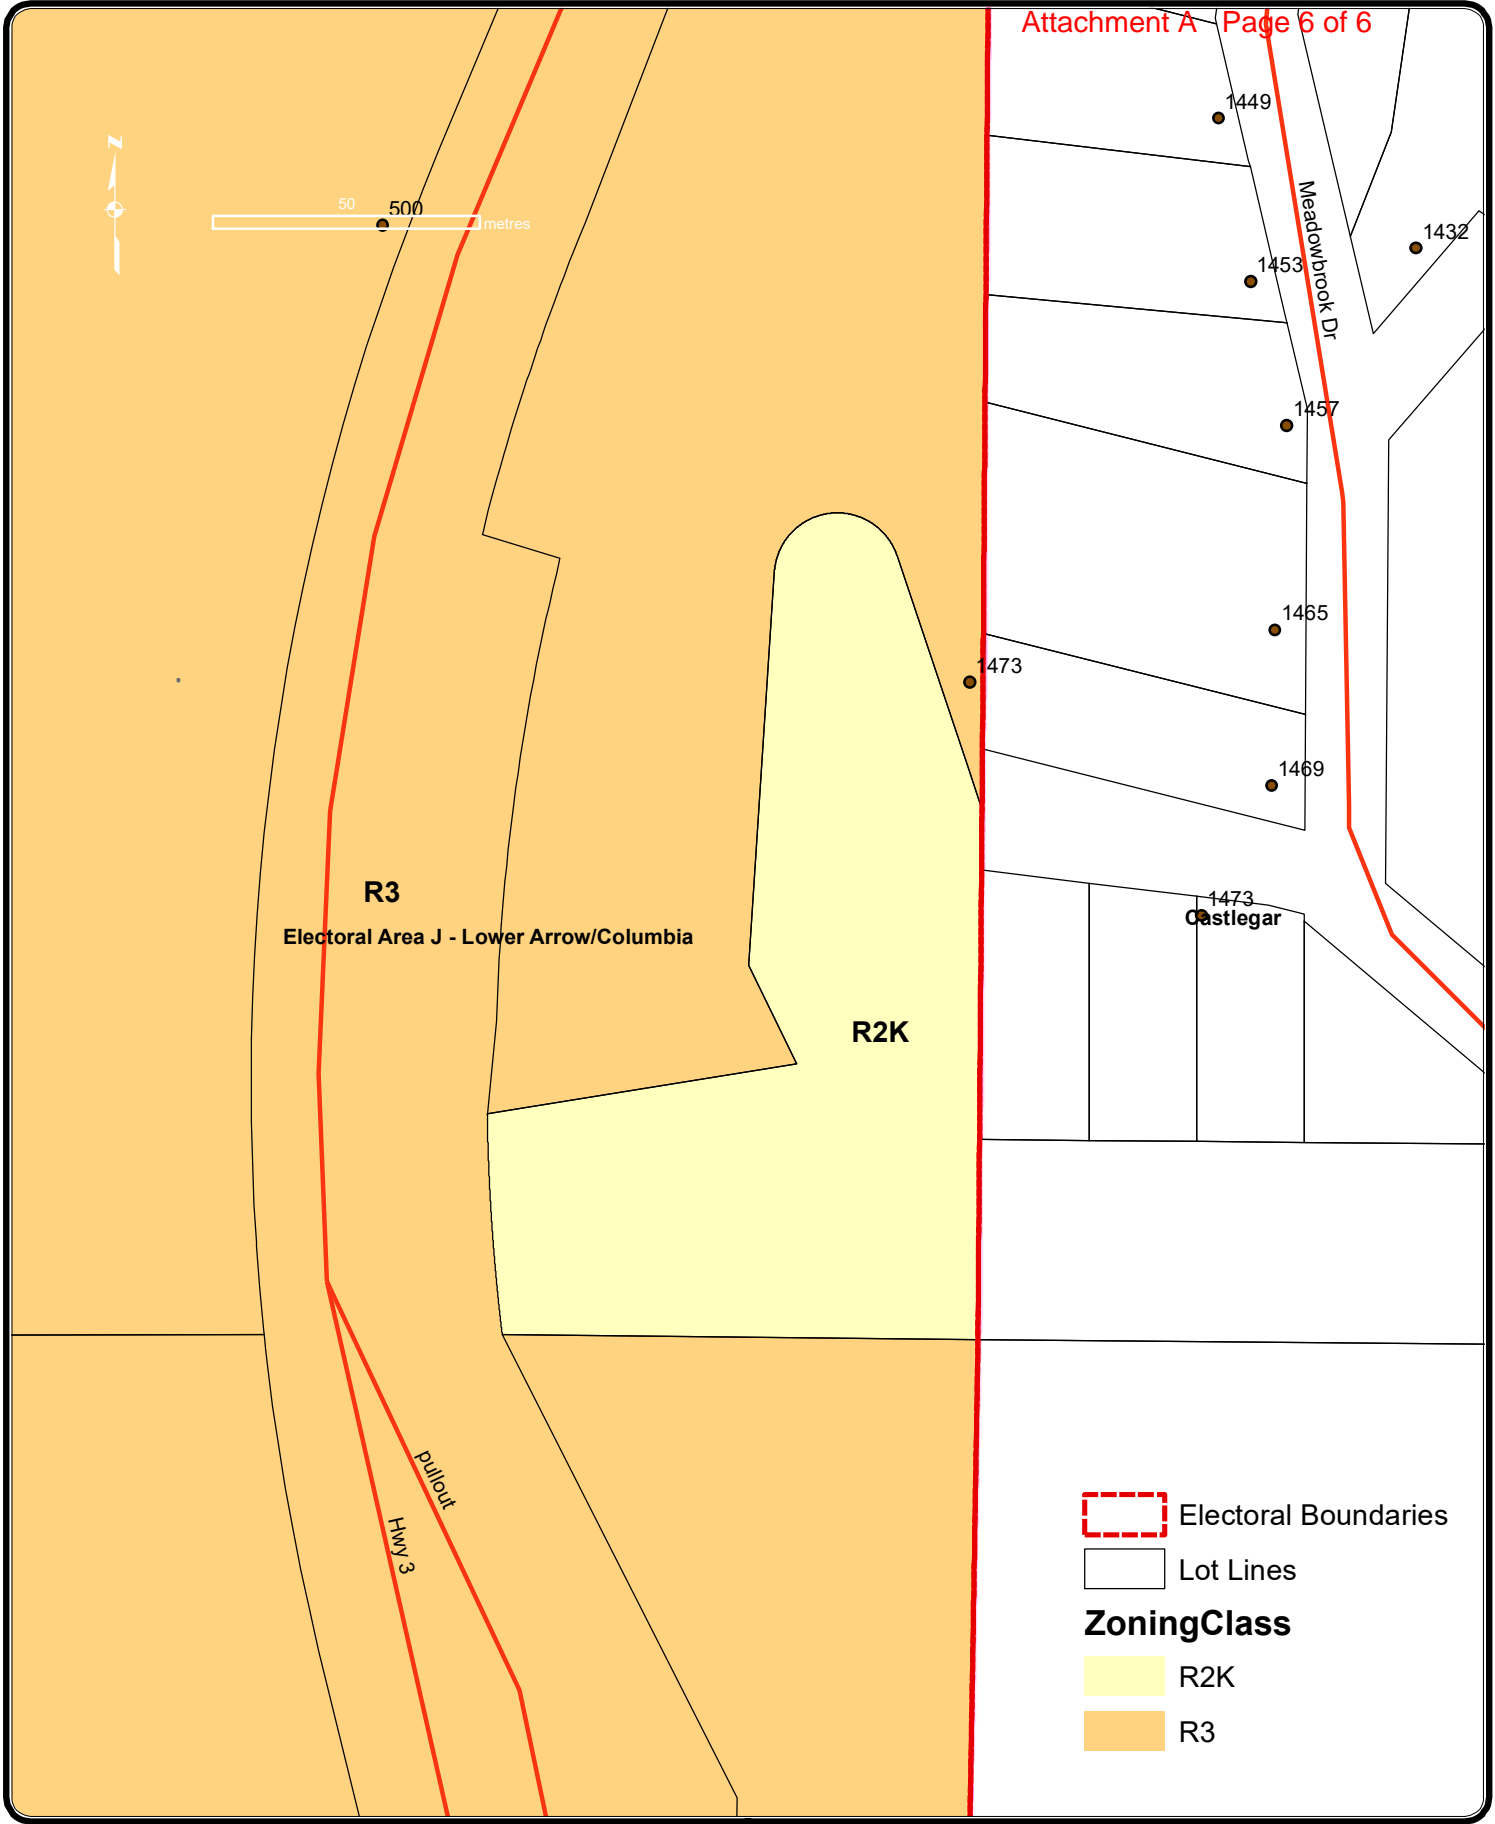 Attachment A   Page 6 of 6
1449
N
50
500
metres
Meadowbrook Dr
1432
1453
1457
1465
1473
1469
R3
1473
Castlegar
Electoral Area J - Lower Arrow/Columbia
R2K
pullout
Hwy 3
Electoral Boundaries
Lot Lines
ZoningClass
R2K
R3